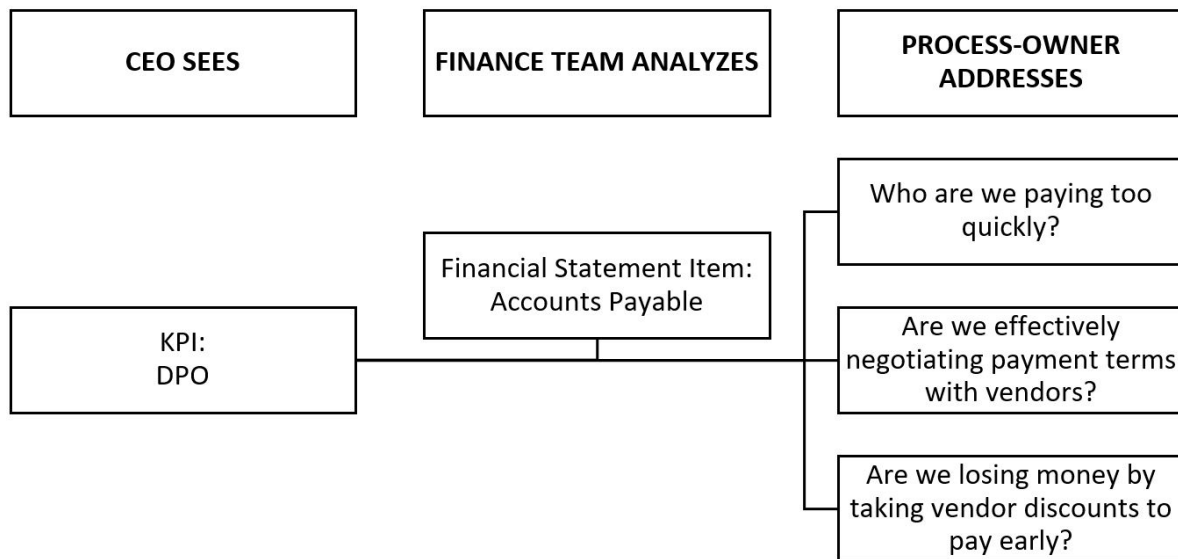 CEO SEES
FINANCE TEAM ANALYZES
PROCESS-OWNER
ADDRESSES
KPI:
DPO
Financial Statement Item:
Accounts Payable
Who are we paying too
quickly?
Are we effectively
negotiating payment terms
with vendors?
Are we losing money by
taking vendor discounts to
pay early?